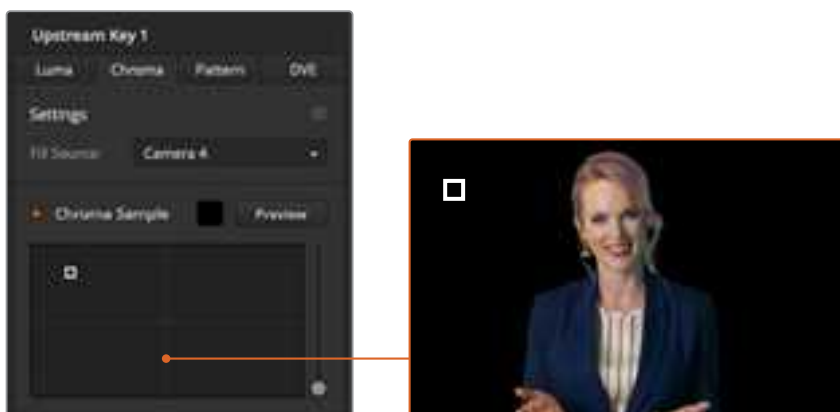 Upstream Key 1
Luma Chroma Pattern DVE
Settings
Fill Source: Camera 4
Chroma Sample Preview